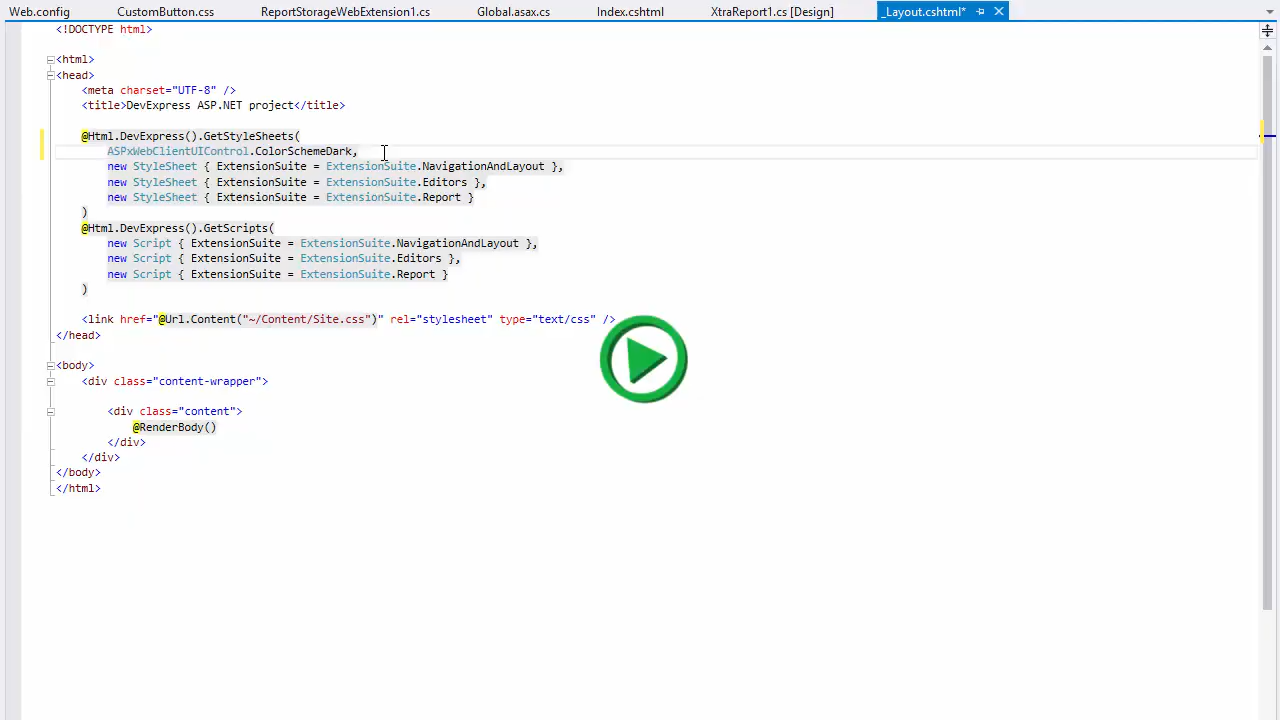 Web.config CustomButton.css ReportStorageWebExtension1.cs Global.asax.cs Index.cshtml XtraReport1.cs [Design] _Layout.cshtml*
<!DOCTYPE html>
<html>
<head>
<meta charset="UTF-8" />
<title>DevExpress ASP.NET project</title>
@Html.DevExpress().GetStyleSheets(
ASPxWebClientUIControl.ColorSchemeDark,
new StyleSheet { ExtensionSuite = ExtensionSuite.NavigationAndLayout },
new StyleSheet { ExtensionSuite = ExtensionSuite.Editors },
new StyleSheet { ExtensionSuite = ExtensionSuite.Report }
)
@Html.DevExpress().GetScripts(
new Script { ExtensionSuite = ExtensionSuite.NavigationAndLayout },
new Script { ExtensionSuite = ExtensionSuite.Editors },
new Script { ExtensionSuite = ExtensionSuite.Report }
)
<link href="@Url.Content("~/Content/Site.css")" rel="stylesheet" type="text/css" />
</head>
<body>
<div class="content-wrapper">
<div class="content">
@RenderBody()
</div>
</div>
</body>
</html>